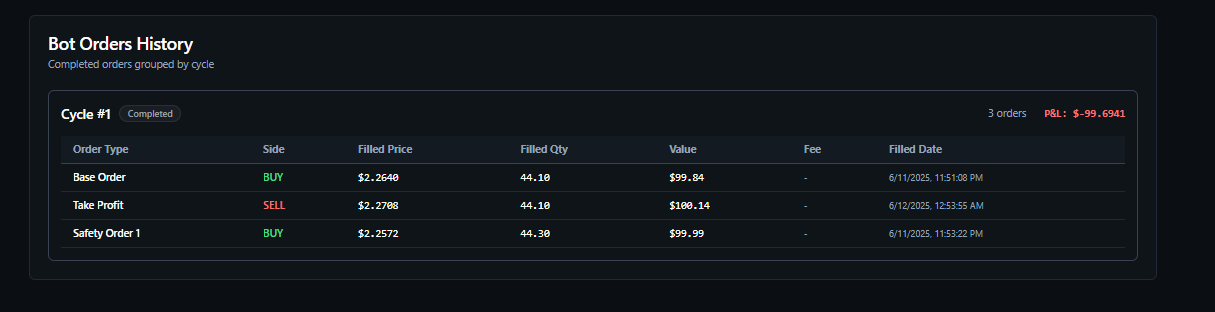 Bot Orders History
Completed orders grouped by cycle
Cycle #1 Completed 3 orders P&L: $-99.6941
Order Type Side Filled Price Filled Qty Value Fee Filled Date
Base Order BUY $2.2640 44.10 $99.84 - 6/11/2025, 11:51:08 PM
Take Profit SELL $2.2708 44.10 $100.14 - 6/12/2025, 12:53:55 AM
Safety Order 1 BUY $2.2572 44.30 $99.99 - 6/11/2025, 11:53:22 PM